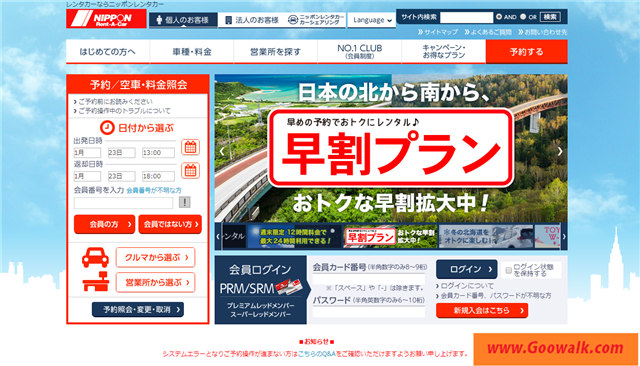 レンタカーならニッポンレンタカー
NIPPON
Rent-A-Car
個人のお客様
法人のお客様
ニッポンレンタカー
カーシェアリング
Language
サイト内検索
AND
OR
検索
サイトマップ
よくあるご質問
お問い合わせ先
はじめての方へ
車種・料金
営業所を探す
NO.1 CLUB
(会員制度)
キャンペーン・
お得なプラン
予約する
予約／空車・料金照会
ご予約前にお読みください
ご予約操作中のトラブルについて
日付から選ぶ
出発日時
1月 23日 13:00
返却日時
1月 23日 18:00
会員番号を入力 会員番号が不明な方
!
会員の方
会員ではない方
クルマから選ぶ
営業所から選ぶ
予約照会・変更・取消
日本の北から南から、
早めの予約でおトクにレンタル♪
早割プラン
おトクな早割拡大中!
ンタル
週末限定 12時間料金で
最大24時間利用できる!
早めの予約でおトクにレンタル♪
早割プラン
おトクな
早割拡大中!
冬の北海道を
オトクに楽しむ!
TOY
W
会員ログイン
PRM/SRM
プレミアムレッドメンバー
スーパーレッドメンバー
会員カード番号 (半角数字のみ8～9桁)
※「スペース」や「-」は除きます。
パスワード (半角英数字のみ6～10桁)
ログイン
ログイン状態
を保持する
ログインについて
会員カード番号、パスワードが不明な方
新規入会はこちら
■お知らせ■
システムエラーとなりご予約操作が進まない方はこちらのQ&Aをご確認いただけますようお願い申し上げます。
www.Goowalk.com